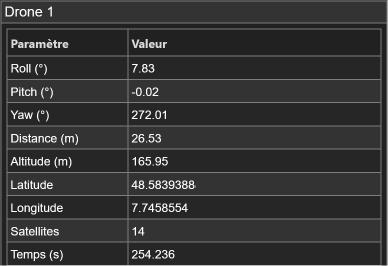 Drone 1
Paramètre Valeur
Roll (°) 7.83
Pitch (°) -0.02
Yaw (°) 272.01
Distance (m) 26.53
Altitude (m) 165.95
Latitude 48.5839388
Longitude 7.7458554
Satellites 14
Temps (s) 254.236